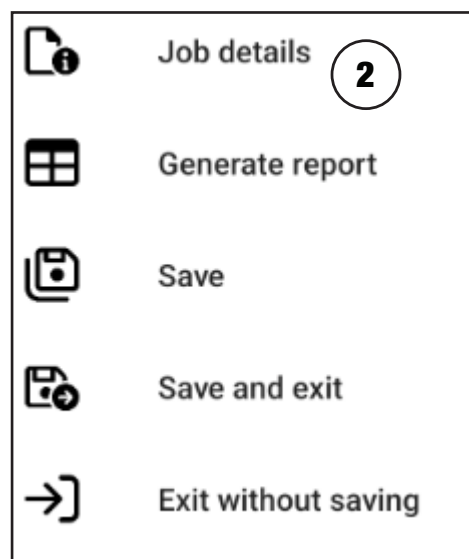 Job details
2
Generate report
Save
Save and exit
Exit without saving